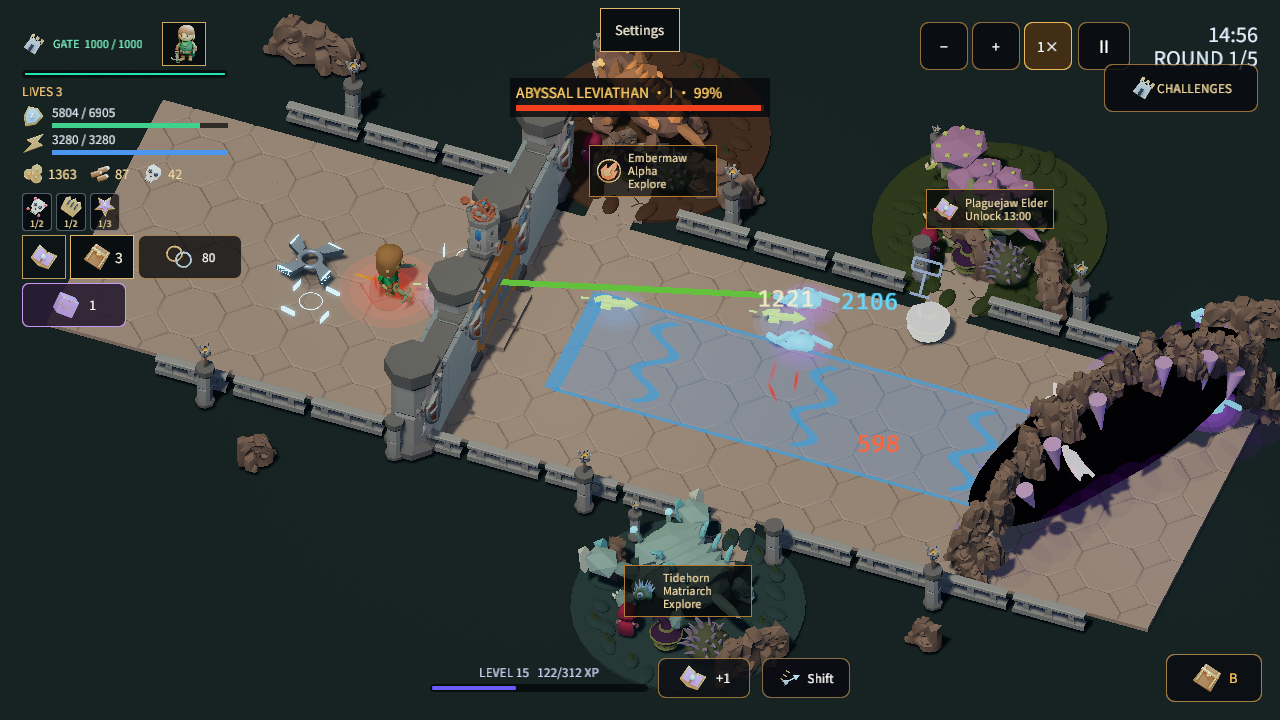 Settings
GATE 1000 / 1000
− + 1× II
14:56
ROUND 1/5
CHALLENGES
LIVES 3
ABYSSAL LEVIATHAN • I • 99%
5804 / 6905
3280 / 3280
1363 87 42
1/2 1/2 1/3
3
80
1
Embermaw
Alpha
Explore
Plaguejaw Elder
Unlock 13:00
1221
2106
598
Tidehorn
Matriarch
Explore
LEVEL 15 122/312 XP
+1
Shift
B